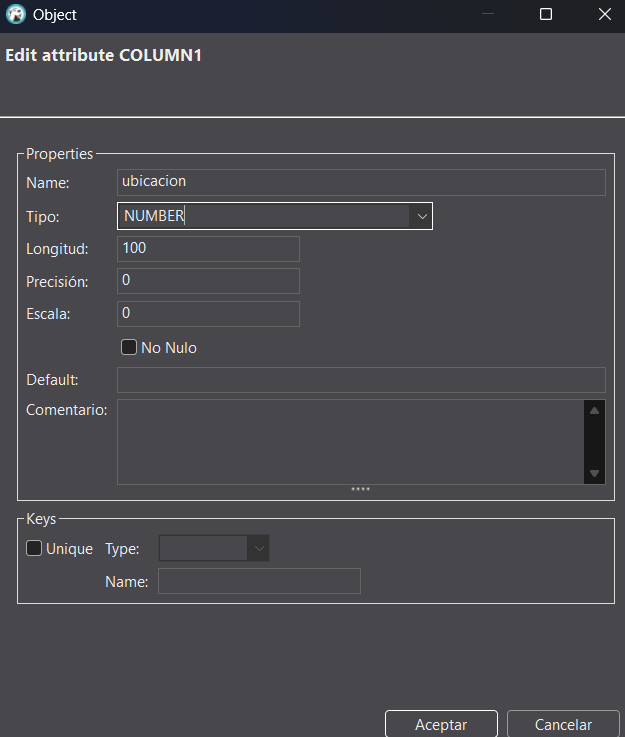 Object
Edit attribute COLUMN1
Properties
Name: ubicacion
Tipo: NUMBER
Longitud: 100
Precisión: 0
Escala: 0
No Nulo
Default:
Comentario:
Keys
Unique Type:
Name:
Aceptar Cancelar